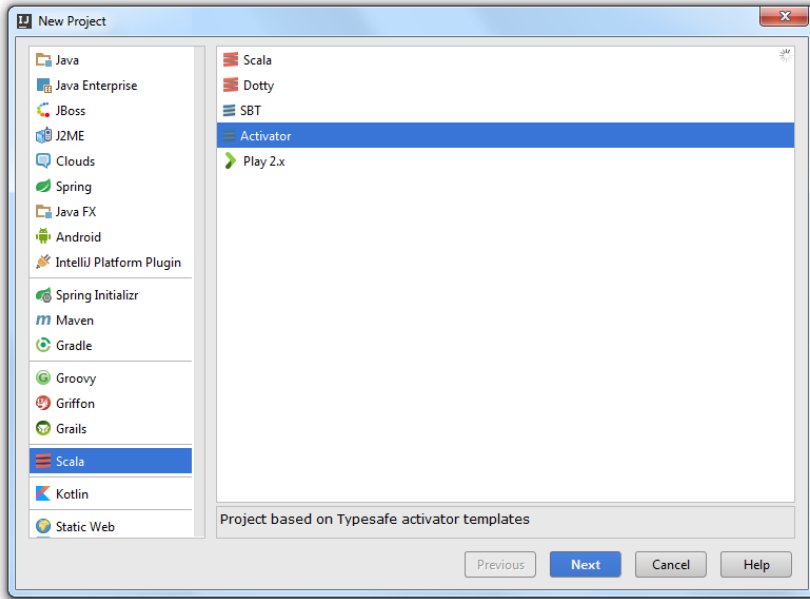 New Project
Java
Java Enterprise
JBoss
J2ME
Clouds
Spring
Java FX
Android
IntelliJ Platform Plugin
Spring Initializr
Maven
Gradle
Groovy
Griffon
Grails
Scala
Kotlin
Static Web
Scala
Dotty
SBT
Activator
Play 2.x
Project based on Typesafe activator templates
Previous
Next
Cancel
Help